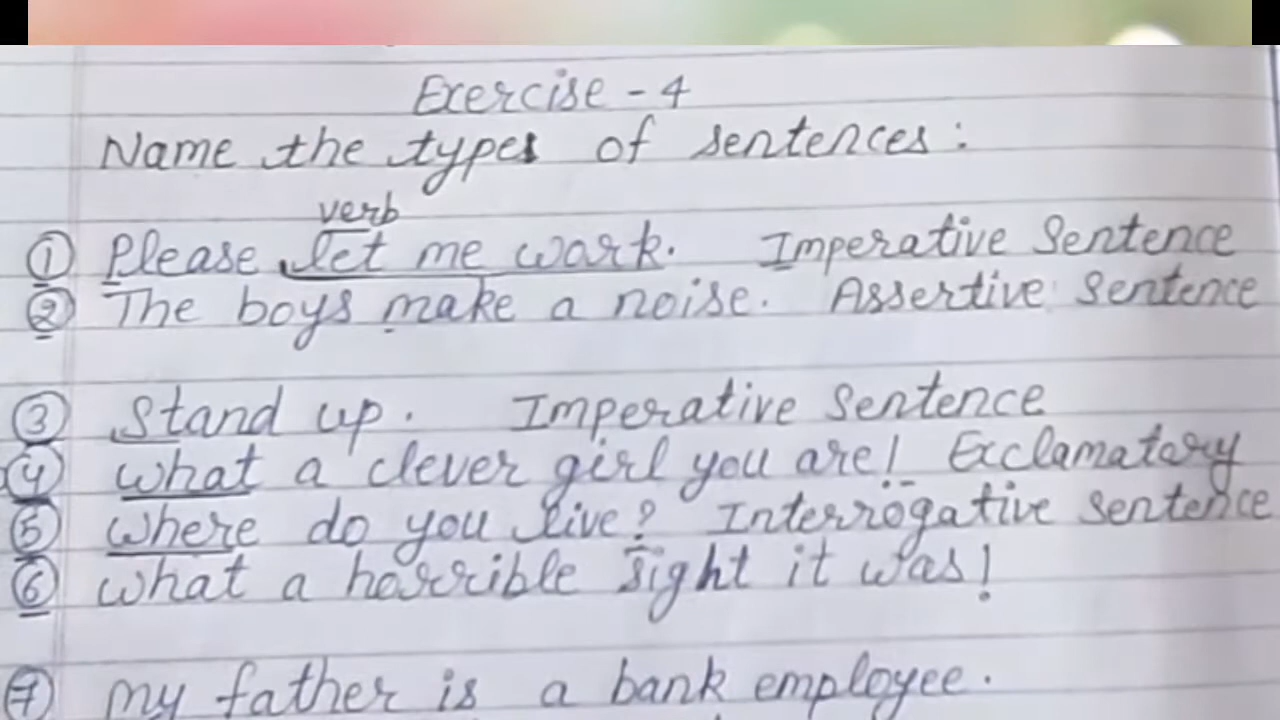 Exercise - 4
Name the types of sentences :
verb
① Please let me work. Imperative Sentence
② The boys make a noise. Assertive Sentence
③ Stand up. Imperative Sentence
④ what a clever girl you are! Exclamatory
⑤ where do you live? Interrogative Sentence
⑥ what a horrible sight it was!
⑦ my father is a bank employee.